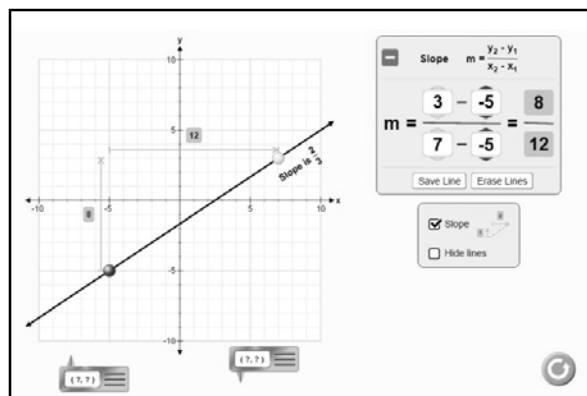 y
10
5
-5
-10
-10
-5
5
10
x
12
8
Slope is 2/3
(?, ?)
(?, ?)
Slope m = y₂ - y₁ / x₂ - x₁
m = 3 - -5 / 7 - -5 = 8 / 12
Save Line Erase Lines
Slope
Hide lines